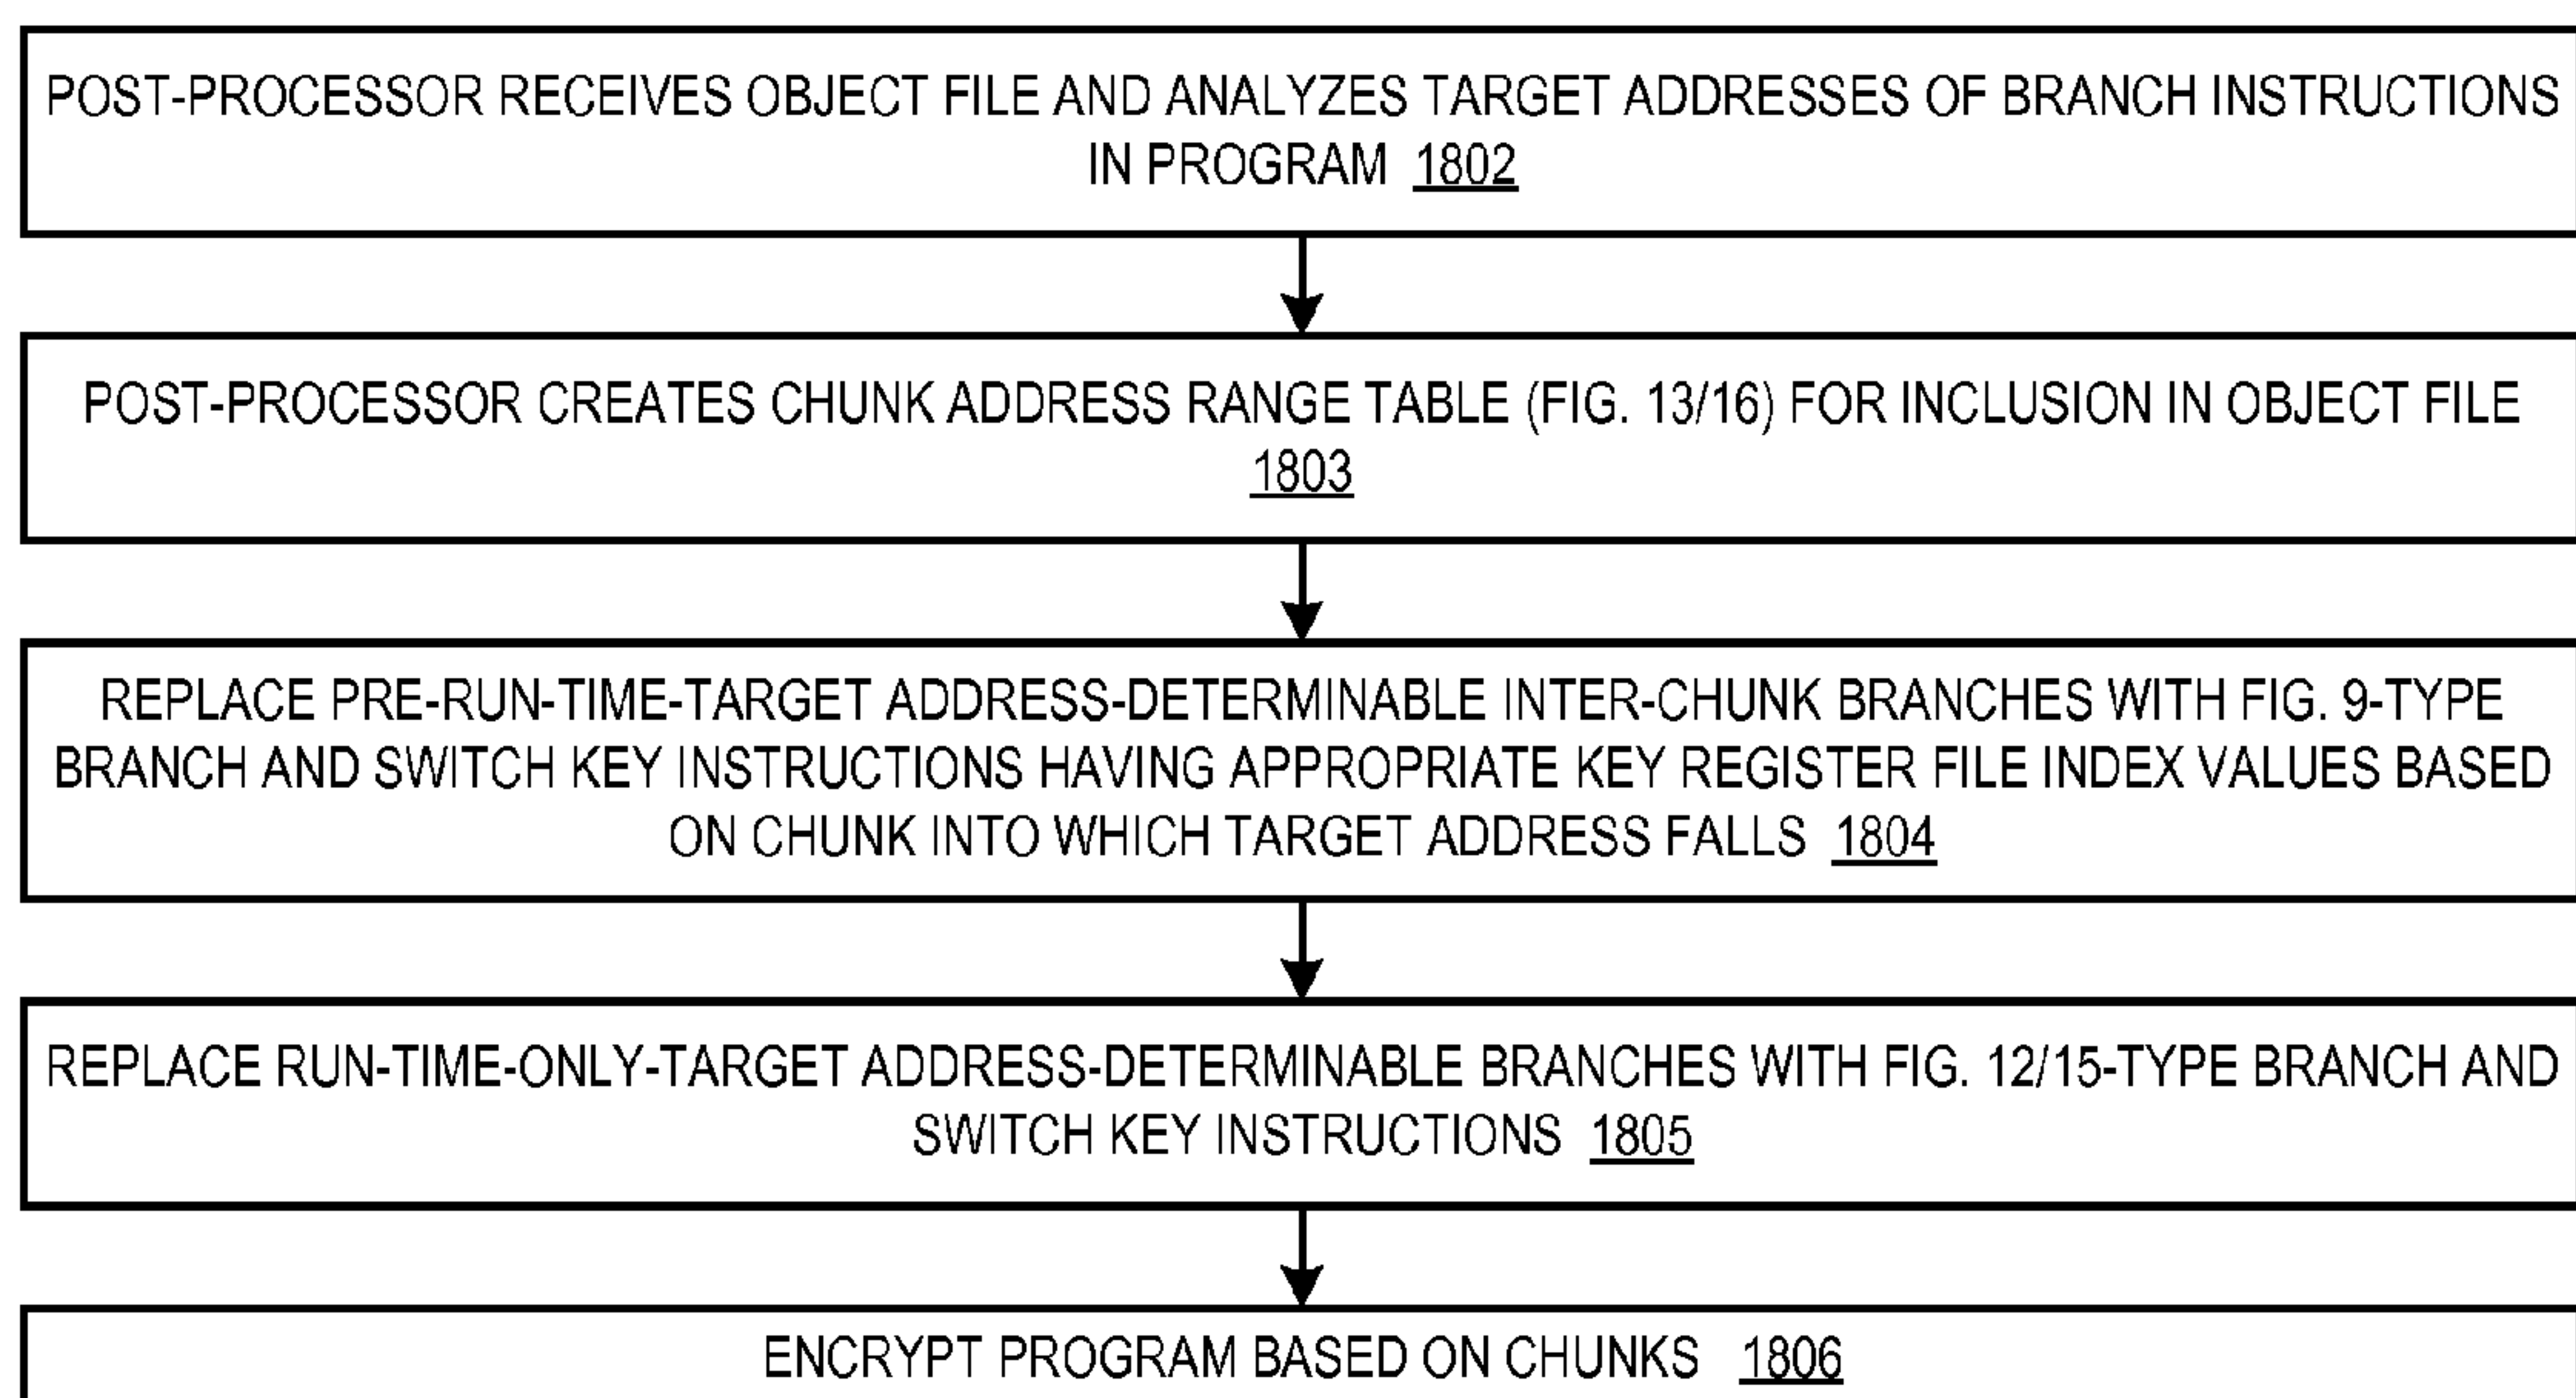 POST-PROCESSOR RECEIVES OBJECT FILE AND ANALYZES TARGET ADDRESSES OF BRANCH INSTRUCTIONS
IN PROGRAM 1802
POST-PROCESSOR CREATES CHUNK ADDRESS RANGE TABLE (FIG. 13/16) FOR INCLUSION IN OBJECT FILE
1803
REPLACE PRE-RUN-TIME-TARGET ADDRESS-DETERMINABLE INTER-CHUNK BRANCHES WITH FIG. 9-TYPE
BRANCH AND SWITCH KEY INSTRUCTIONS HAVING APPROPRIATE KEY REGISTER FILE INDEX VALUES BASED
ON CHUNK INTO WHICH TARGET ADDRESS FALLS 1804
REPLACE RUN-TIME-ONLY-TARGET ADDRESS-DETERMINABLE BRANCHES WITH FIG. 12/15-TYPE BRANCH AND
SWITCH KEY INSTRUCTIONS 1805
ENCRYPT PROGRAM BASED ON CHUNKS 1806